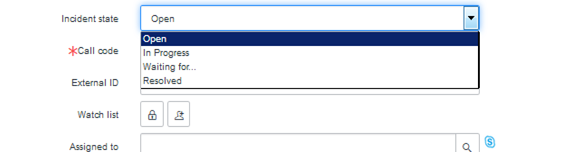 Incident state Open
Open
*Call code In Progress
Waiting for...
External ID Resolved
Watch list
Assigned to